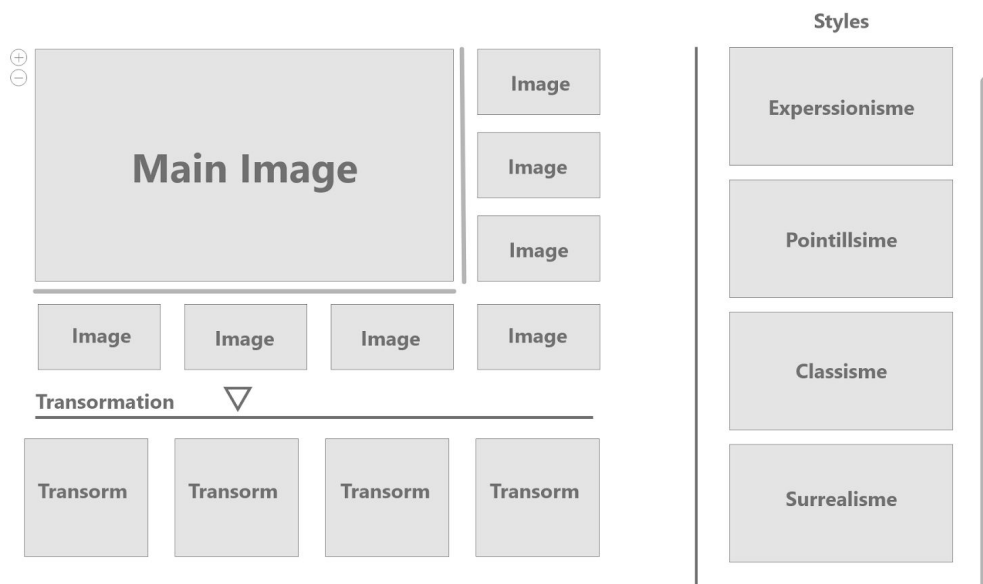 Styles
Main Image
Image
Image
Image
Image
Image
Image
Image
Transormation
Transorm
Transorm
Transorm
Transorm
Experssionisme
Pointillsime
Classisme
Surrealisme